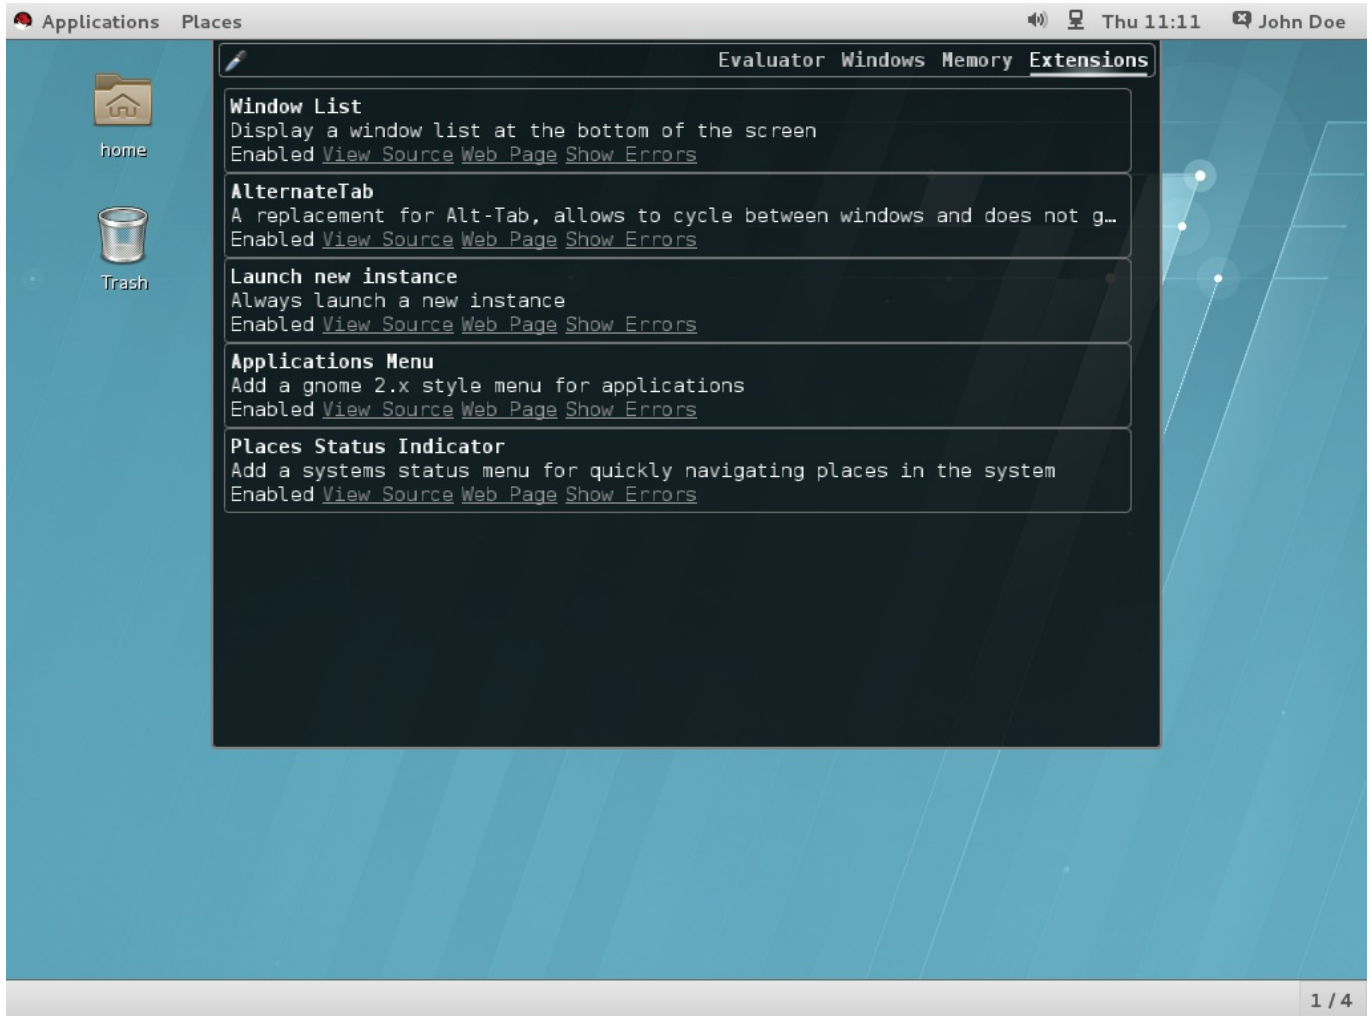 Applications Places Thu 11:11 John Doe
Evaluator Windows Memory Extensions
home
Trash
Window List
Display a window list at the bottom of the screen
Enabled View Source Web Page Show Errors
AlternateTab
A replacement for Alt-Tab, allows to cycle between windows and does not g…
Enabled View Source Web Page Show Errors
Launch new instance
Always launch a new instance
Enabled View Source Web Page Show Errors
Applications Menu
Add a gnome 2.x style menu for applications
Enabled View Source Web Page Show Errors
Places Status Indicator
Add a systems status menu for quickly navigating places in the system
Enabled View Source Web Page Show Errors
1 / 4